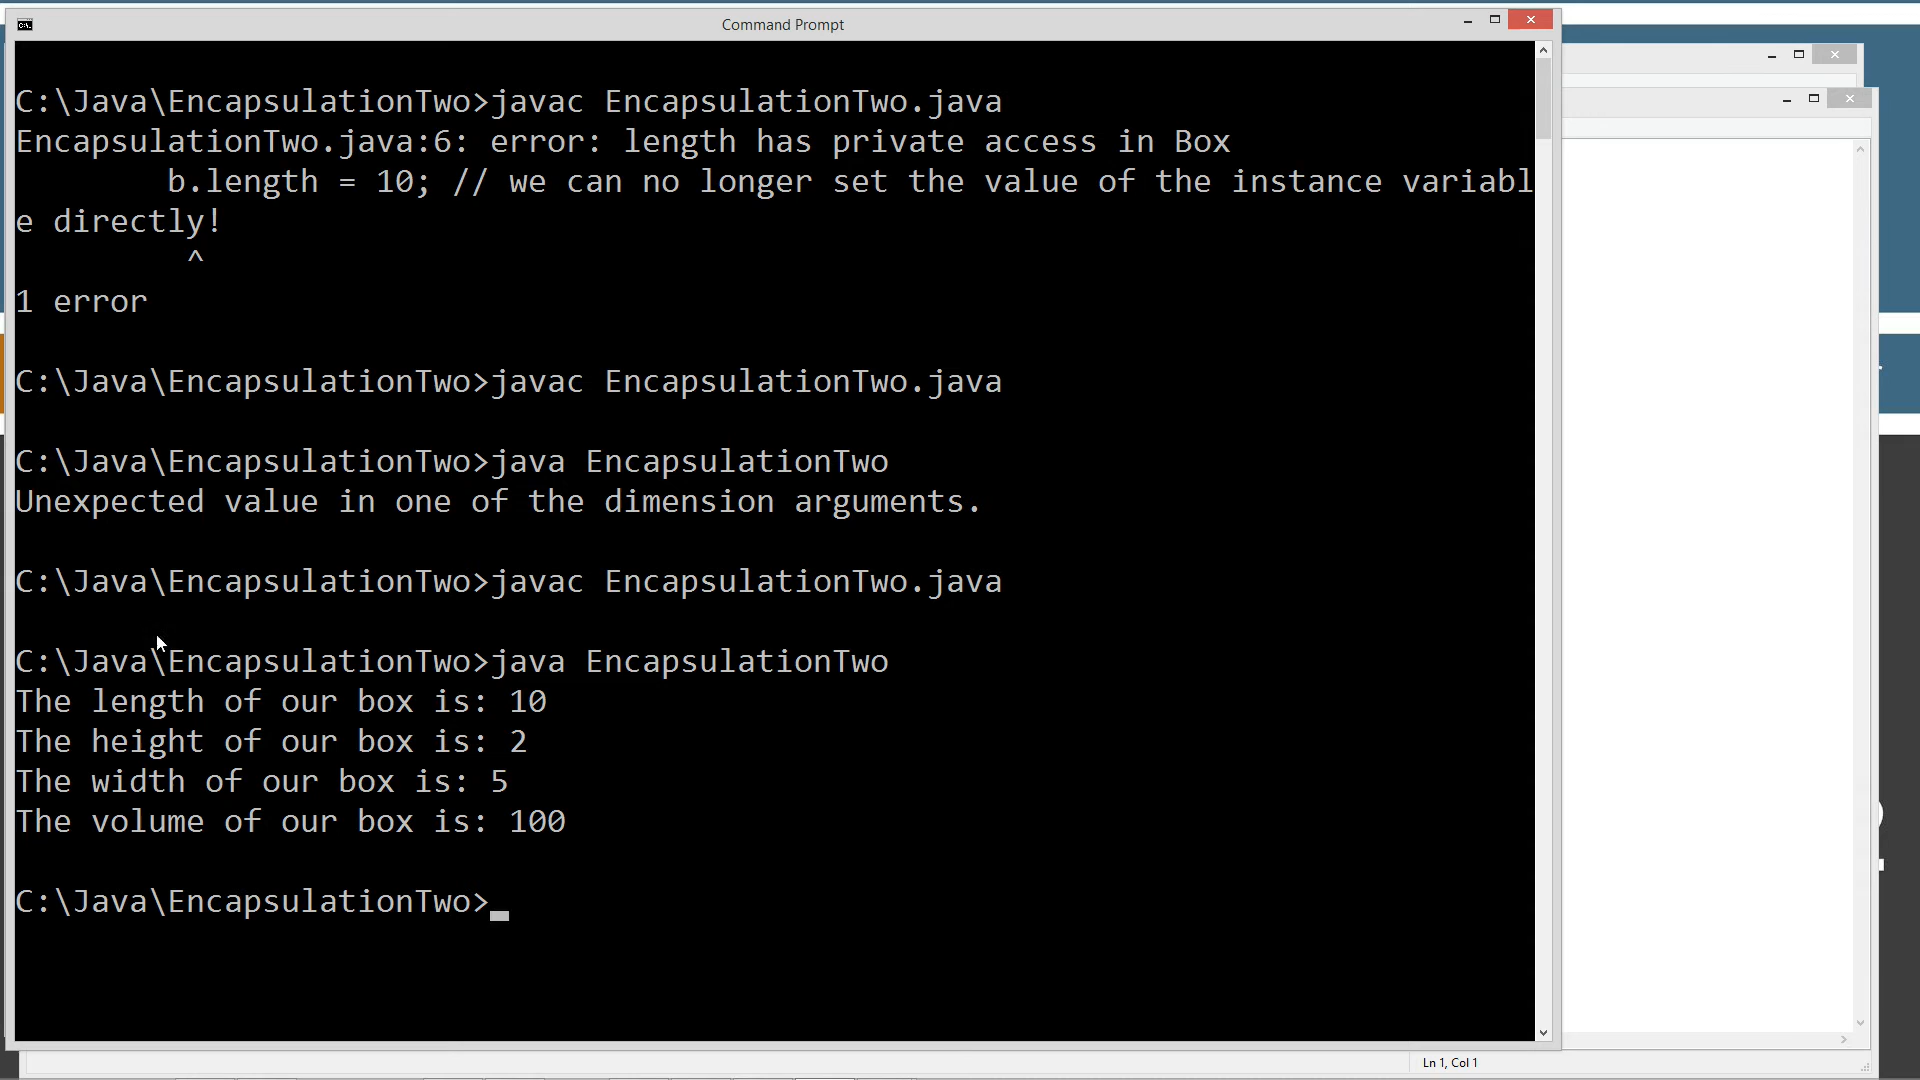 Command Prompt
C:\Java\EncapsulationTwo>javac EncapsulationTwo.java
EncapsulationTwo.java:6: error: length has private access in Box
b.length = 10; // we can no longer set the value of the instance variabl
e directly!
^
1 error
C:\Java\EncapsulationTwo>javac EncapsulationTwo.java
C:\Java\EncapsulationTwo>java EncapsulationTwo
Unexpected value in one of the dimension arguments.
C:\Java\EncapsulationTwo>javac EncapsulationTwo.java
C:\Java\EncapsulationTwo>java EncapsulationTwo
The length of our box is: 10
The height of our box is: 2
The width of our box is: 5
The volume of our box is: 100
C:\Java\EncapsulationTwo>
Ln 1, Col 1